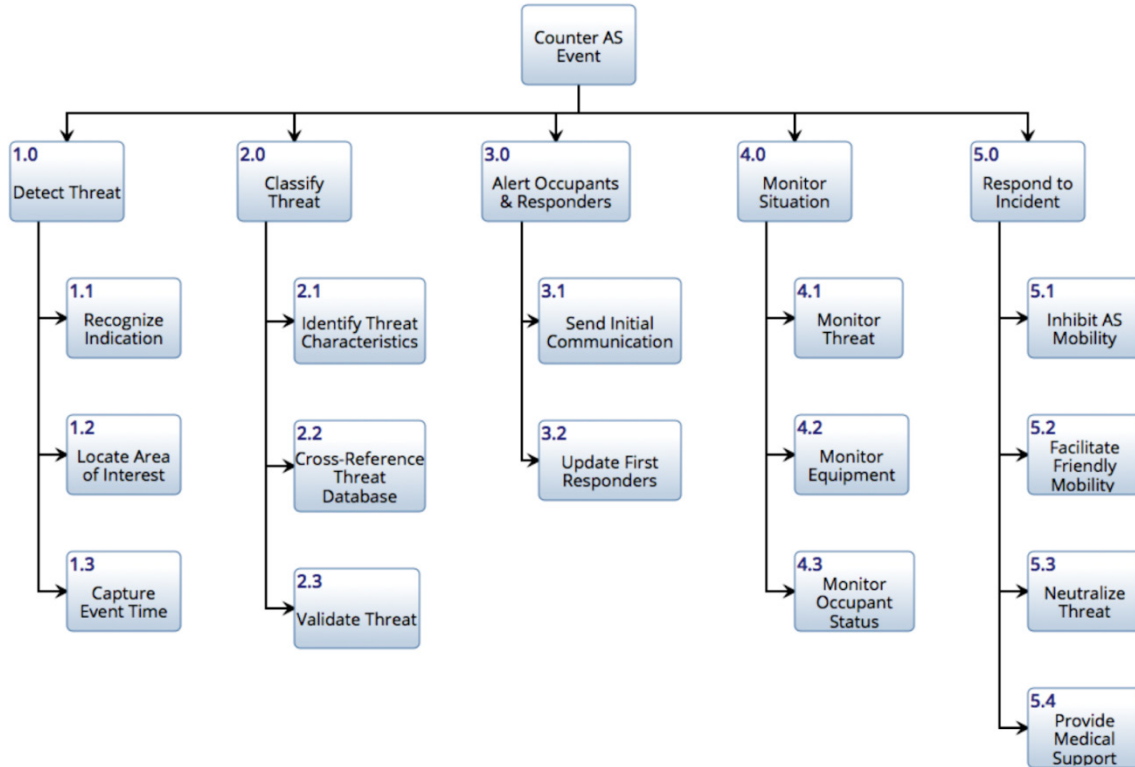 Counter AS
Event
1.0
Detect Threat
2.0
Classify
Threat
3.0
Alert Occupants
& Responders
4.0
Monitor
Situation
5.0
Respond to
Incident
1.1
Recognize
Indication
2.1
Identify Threat
Characteristics
3.1
Send Initial
Communication
4.1
Monitor
Threat
5.1
Inhibit AS
Mobility
1.2
Locate Area
of Interest
2.2
Cross-Reference
Threat
Database
3.2
Update First
Responders
4.2
Monitor
Equipment
5.2
Facilitate
Friendly
Mobility
1.3
Capture
Event Time
2.3
Validate Threat
4.3
Monitor
Occupant
Status
5.3
Neutralize
Threat
5.4
Provide
Medical
Support